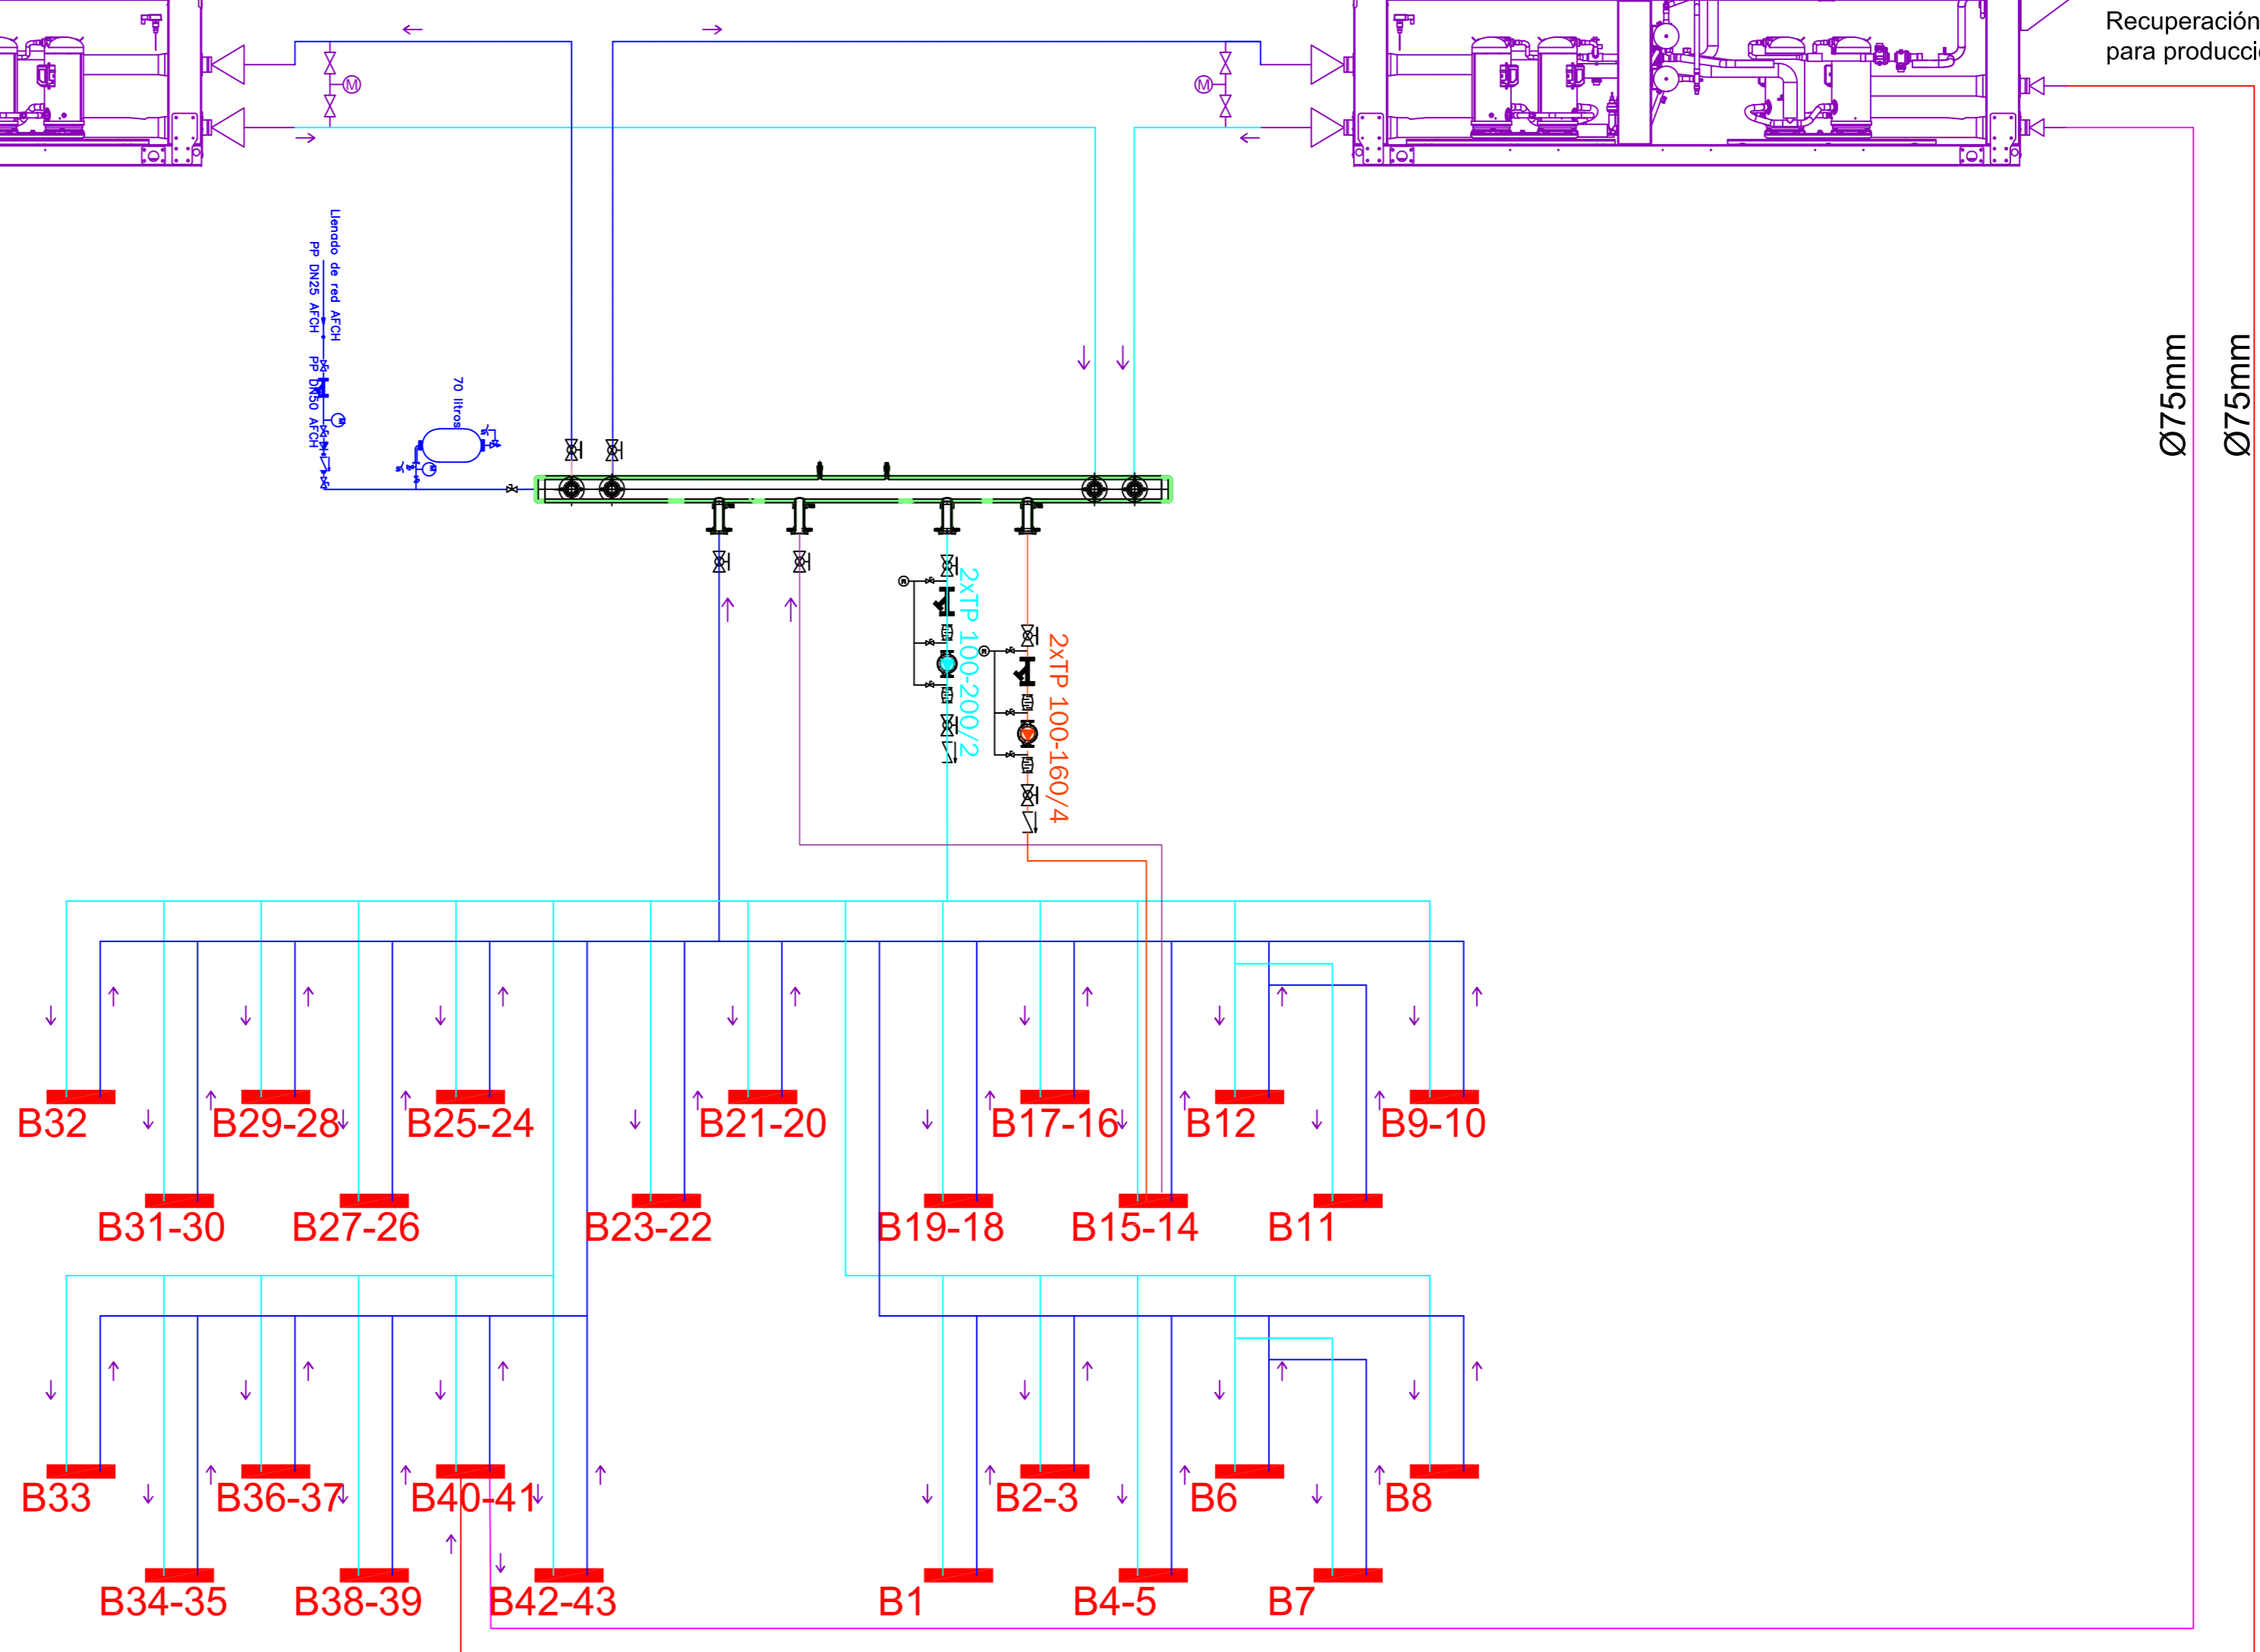 Recuperación
para producci
Llenado de red AFCH
PP DN25 AFCH
PP DN50 AFCH
70 litros
M
M
Ø75mm
Ø75mm
2xTP 100-200/2
2xTP 100-160/4
B32
B29-28
B25-24
B21-20
B17-16
B12
B9-10
B31-30
B27-26
B23-22
B19-18
B15-14
B11
B33
B36-37
B40-41
B2-3
B6
B8
B34-35
B38-39
B42-43
B1
B4-5
B7